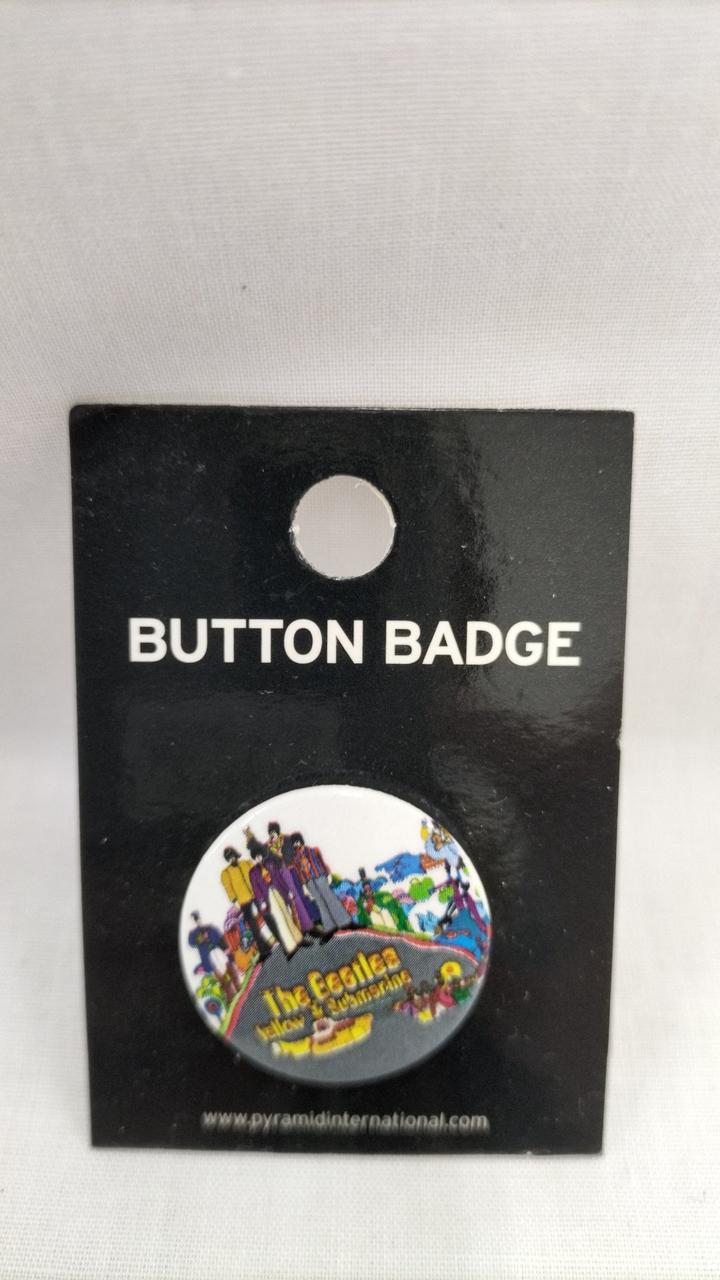 BUTTON BADGE
The Beatles
Yellow Submarine
www.pyramidinternational.com